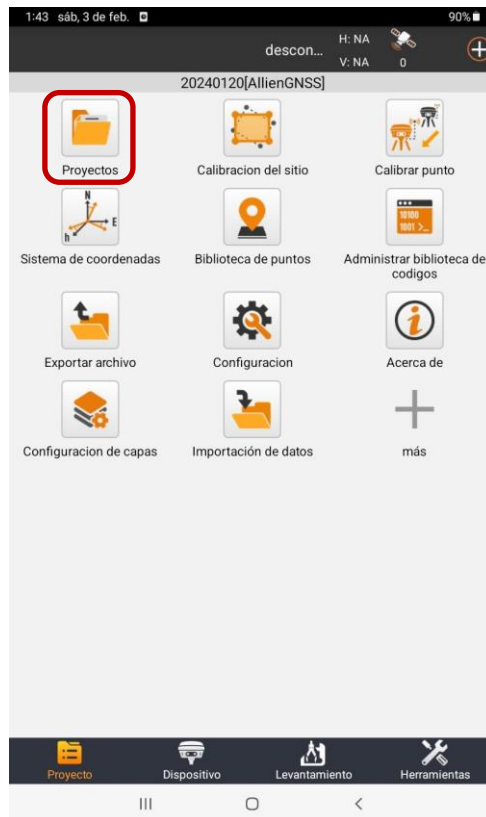 1:43 sáb, 3 de feb. 90%
H: NA
descon...
V: NA 0
20240120[AllienGNSS]
Proyectos Calibracion del sitio Calibrar punto
N
E
h
10100
1001 >_
Sistema de coordenadas Biblioteca de puntos Administrar biblioteca de
codigos
Exportar archivo Configuracion Acerca de
Configuracion de capas Importación de datos más
Proyecto Dispositivo Levantamiento Herramientas